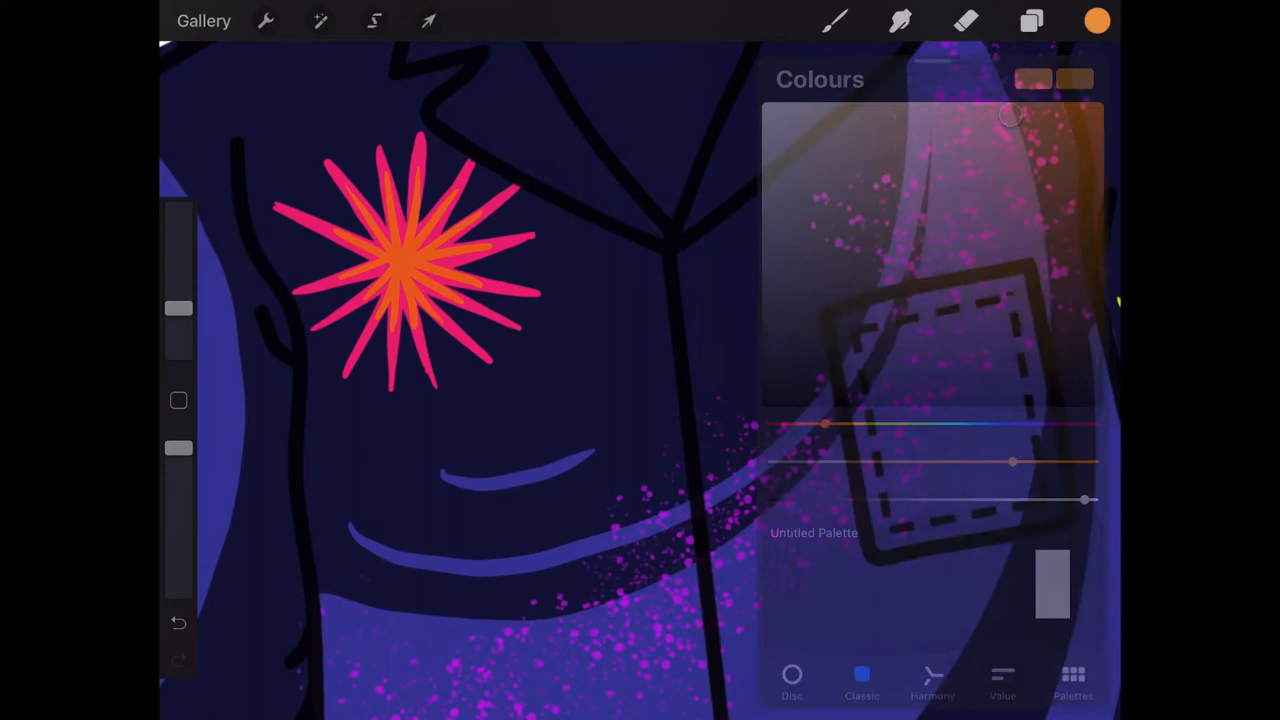 Gallery
Colours
Untitled Palette
Disc
Classic
Harmony
Value
Palettes